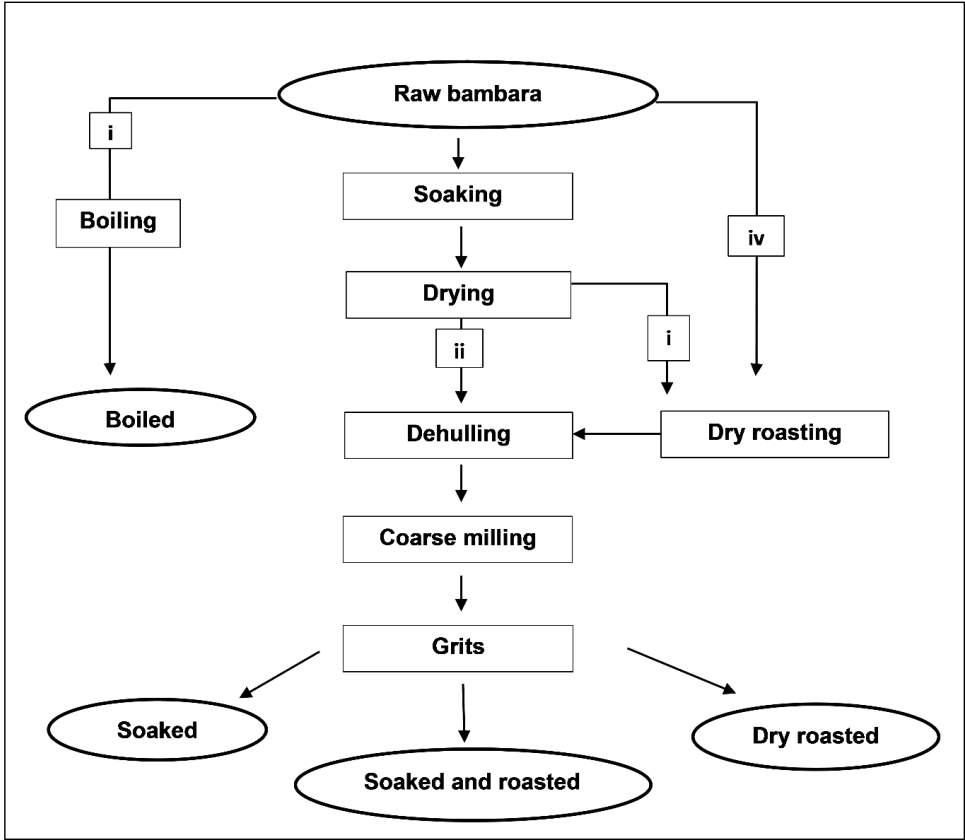 Raw bambara
i
Soaking
Boiling
iv
Drying
ii
i
Boiled
Dehulling
Dry roasting
Coarse milling
Grits
Soaked
Dry roasted
Soaked and roasted